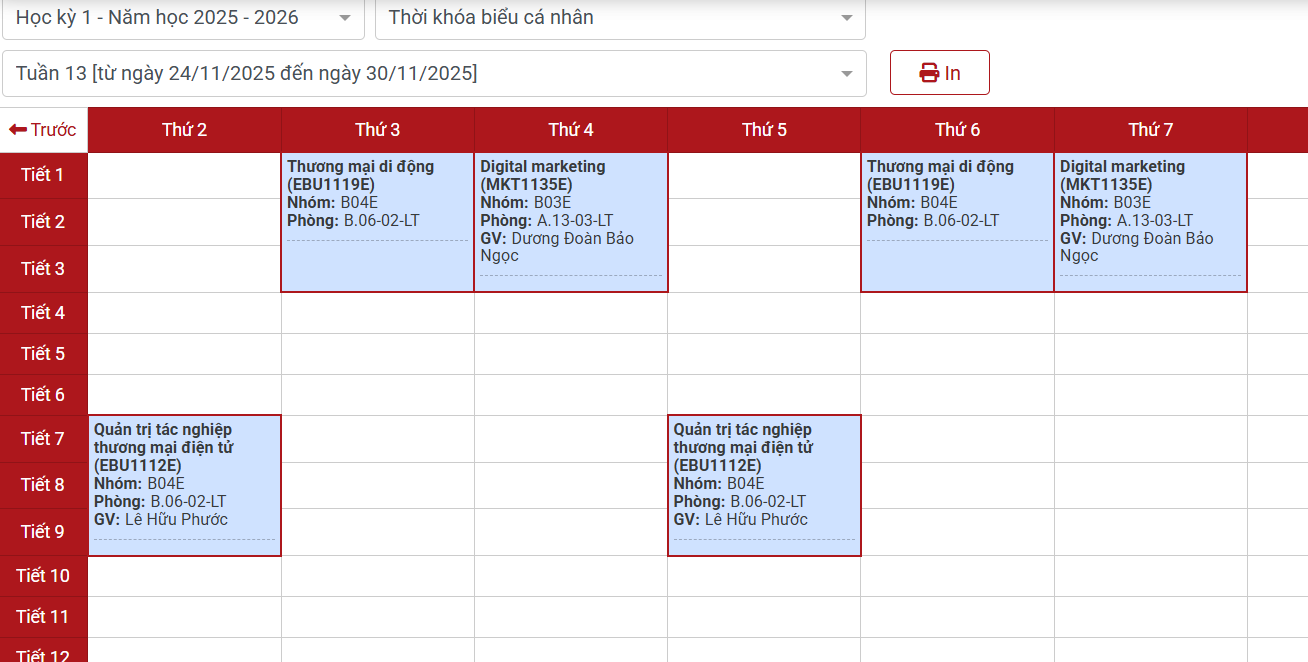 Học kỳ 1 - Năm học 2025 - 2026
Thời khóa biểu cá nhân
Tuần 13 [từ ngày 24/11/2025 đến ngày 30/11/2025]
In
Trước
Thứ 2
Thứ 3
Thứ 4
Thứ 5
Thứ 6
Thứ 7
Tiết 1
Tiết 2
Tiết 3
Thương mại di động
(EBU1119E)
Nhóm: B04E
Phòng: B.06-02-LT
Digital marketing
(MKT1135E)
Nhóm: B03E
Phòng: A.13-03-LT
GV: Dương Đoàn Bảo
Ngọc
Thương mại di động
(EBU1119E)
Nhóm: B04E
Phòng: B.06-02-LT
Digital marketing
(MKT1135E)
Nhóm: B03E
Phòng: A.13-03-LT
GV: Dương Đoàn Bảo
Ngọc
Tiết 4
Tiết 5
Tiết 6
Tiết 7
Tiết 8
Tiết 9
Quản trị tác nghiệp
thương mại điện tử
(EBU1112E)
Nhóm: B04E
Phòng: B.06-02-LT
GV: Lê Hữu Phước
Quản trị tác nghiệp
thương mại điện tử
(EBU1112E)
Nhóm: B04E
Phòng: B.06-02-LT
GV: Lê Hữu Phước
Tiết 10
Tiết 11
Tiết 12